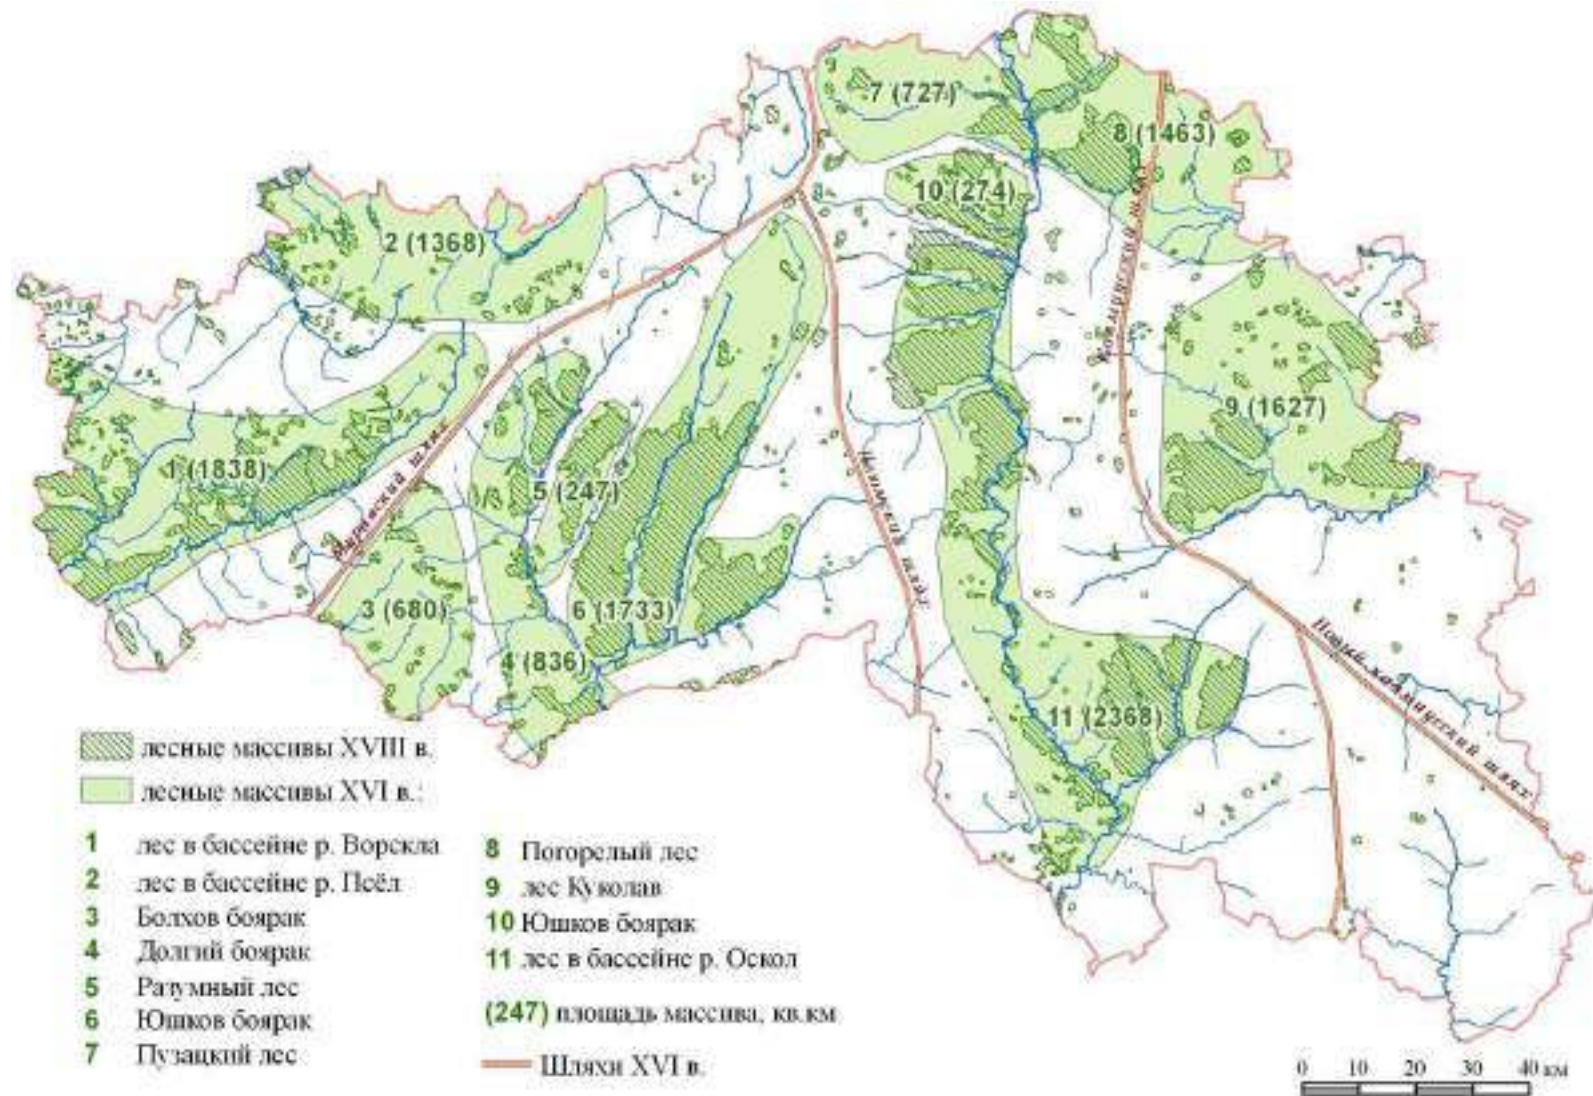 7 (727)
8 (1463)
10 (274)
2 (1368)
9 (1627)
1 (1838)
5 (247)
3 (680)
6 (1733)
4 (836)
11 (2368)
шлях
шлях
шлях
шлях
лесные массивы XVIII в.
лесные массивы XVI в.:
1 лес в бассейне р. Ворскла
2 лес в бассейне р. Псёл
3 Болхов боярак
4 Долгий боярак
5 Разумный лес
6 Юшков боярак
7 Пузацкий лес
8 Погорелый лес
9 лес Куколав
10 Юшков боярак
11 лес в бассейне р. Оскол
(247) площадь массива, кв.км
Шляхи XVI в.
0 10 20 30 40 км